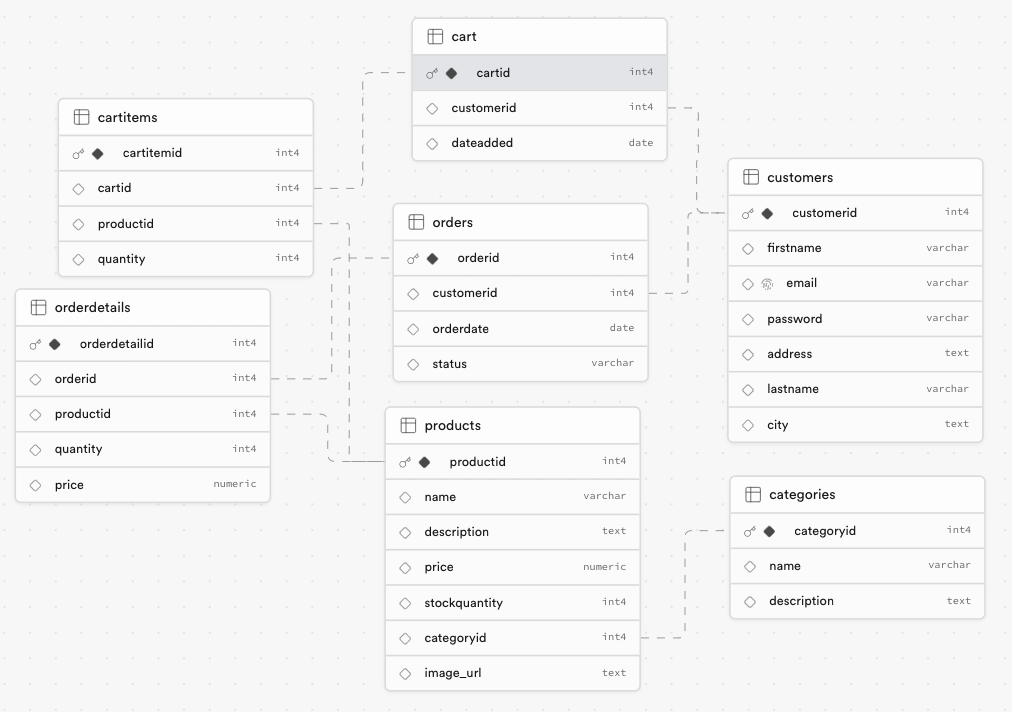 cart
cartid int4
customerid int4
dateadded date
cartitems
cartitemid int4
cartid int4
productid int4
quantity int4
customers
customerid int4
firstname varchar
email varchar
password varchar
address text
lastname varchar
city text
orders
orderid int4
customerid int4
orderdate date
status varchar
orderdetails
orderdetailid int4
orderid int4
productid int4
quantity int4
price numeric
products
productid int4
name varchar
description text
price numeric
stockquantity int4
categoryid int4
image_url text
categories
categoryid int4
name varchar
description text